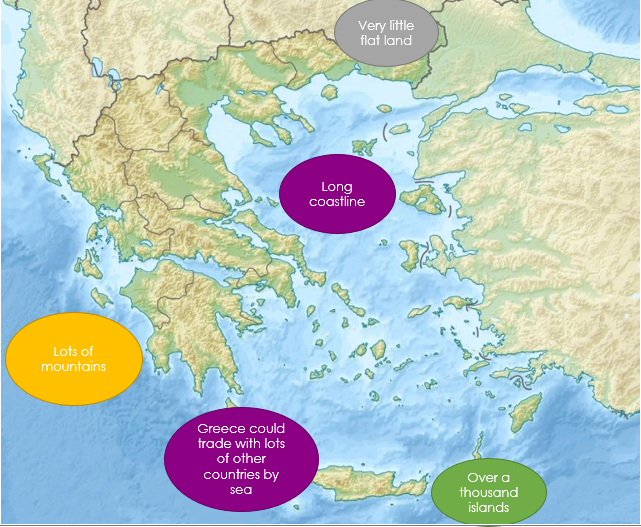 Very little
flat land
Long
coastline
Lots of
mountains
Greece could
trade with lots
of other
countries by
sea
Over a
thousand
islands